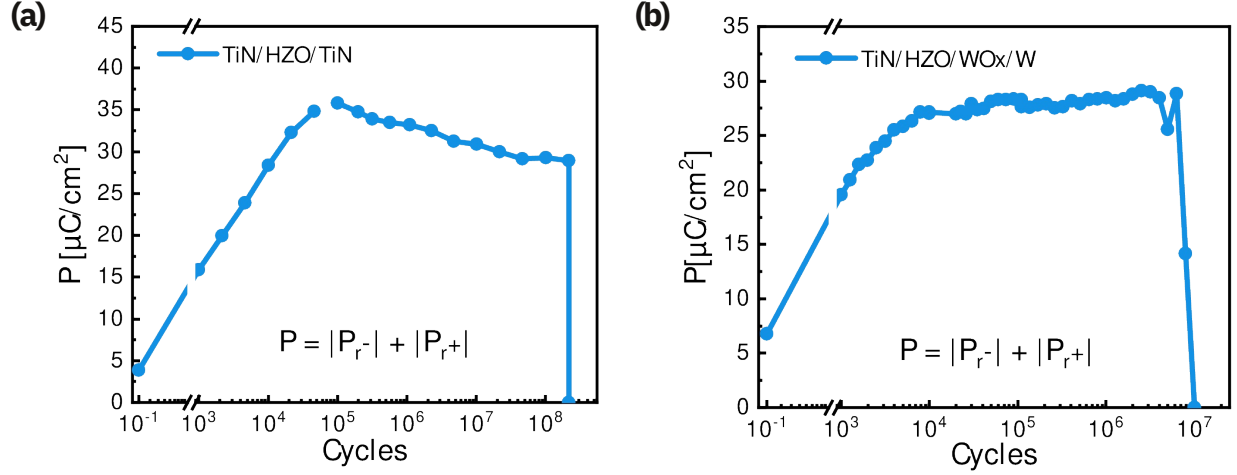 (a)
45
40
35
30
25
20
15
10
5
0
P [µC/cm²]
TiN/HZO/TiN
P = |Pᵣ-| + |Pᵣ+|
10⁻¹ 10³ 10⁴ 10⁵ 10⁶ 10⁷ 10⁸
Cycles
(b)
35
30
25
20
15
10
5
0
P[µC/cm²]
TiN/HZO/WOx/W
P = |Pᵣ-| + |Pᵣ+|
10⁻¹ 10³ 10⁴ 10⁵ 10⁶ 10⁷
Cycles